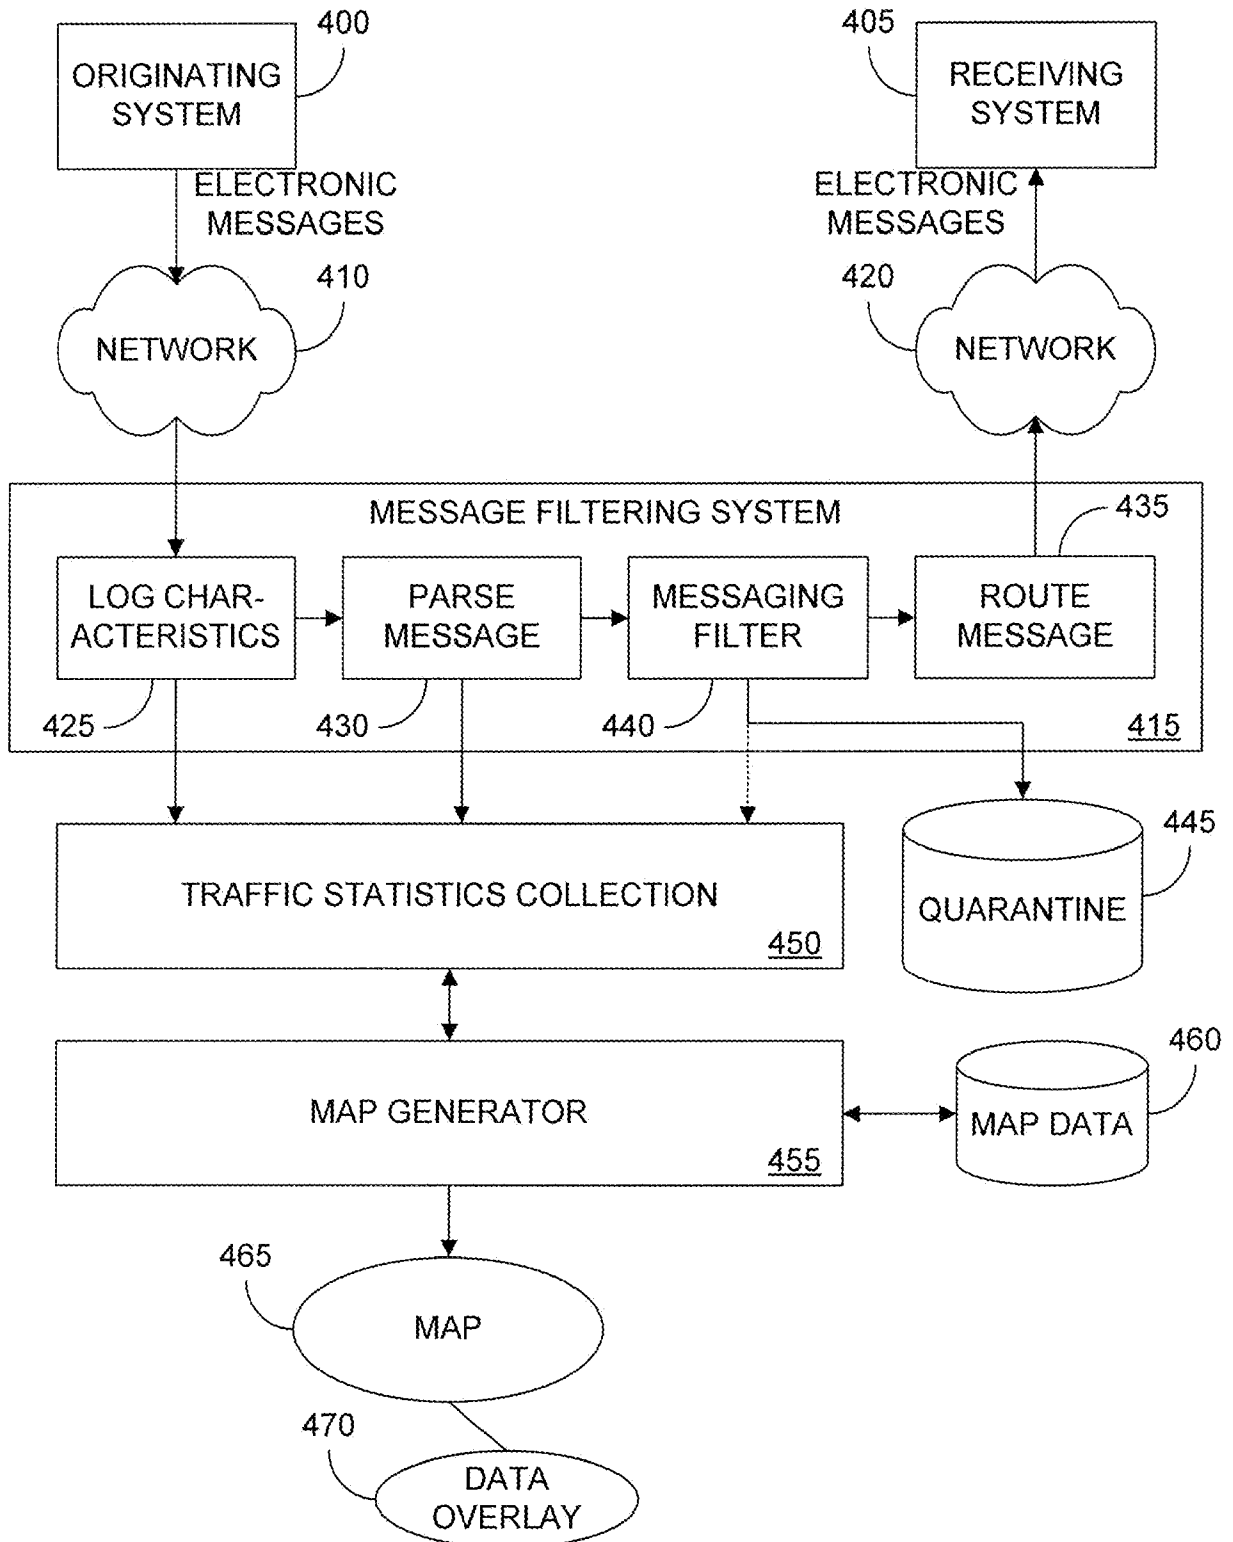 400
ORIGINATING
SYSTEM
405
RECEIVING
SYSTEM
ELECTRONIC
MESSAGES
ELECTRONIC
MESSAGES
410
NETWORK
420
NETWORK
MESSAGE FILTERING SYSTEM
435
LOG CHAR-
ACTERISTICS
PARSE
MESSAGE
MESSAGING
FILTER
ROUTE
MESSAGE
425
430
440
415
TRAFFIC STATISTICS COLLECTION
450
445
QUARANTINE
MAP GENERATOR
455
460
MAP DATA
465
MAP
470
DATA
OVERLAY